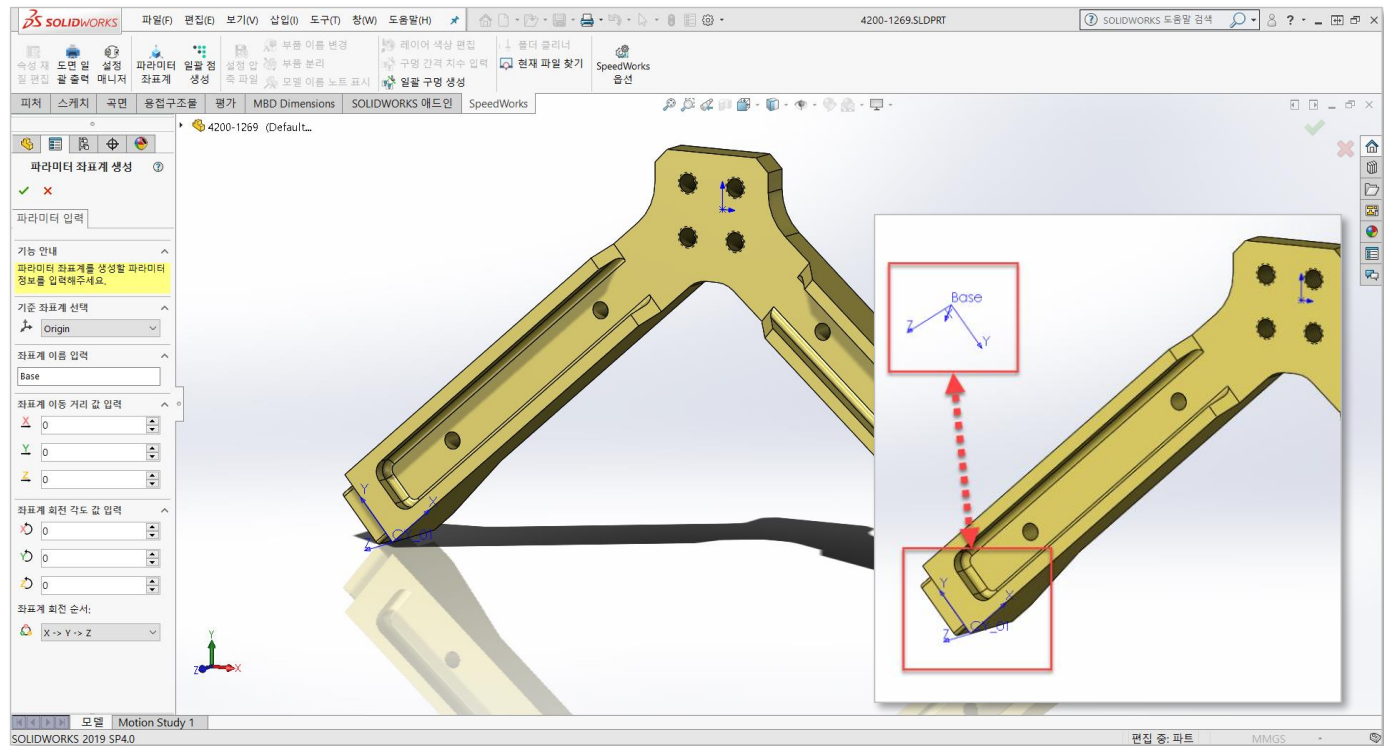 SOLIDWORKS 파일(F) 편집(E) 보기(V) 삽입(I) 도구(T) 창(W) 도움말(H) 4200-1269.SLDPRT SOLIDWORKS 도움말 검색
속성 재질 편집
도면 일괄 출력
설정 매니저
파라미터 좌표계
일괄 점 생성
설정 압축 파일
부품 이름 변경
부품 분리
모델 이름 노트 표시
레이어 색상 편집
구멍 간격 치수 입력
일괄 구멍 생성
폴더 클리너
현재 파일 찾기
SpeedWorks 옵션
피처 스케치 곡면 용접구조물 평가 MBD Dimensions SOLIDWORKS 애드인 SpeedWorks
4200-1269 (Default...
파라미터 좌표계 생성
파라미터 입력
기능 안내
파라미터 좌표계를 생성할 파라미터
정보를 입력해주세요.
기준 좌표계 선택
Origin
좌표계 이름 입력
Base
좌표계 이동 거리 값 입력
X 0
Y 0
Z 0
좌표계 회전 각도 값 입력
X 0
Y 0
Z 0
좌표계 회전 순서:
X -> Y -> Z
Y
X
Z
Y
Z X
Base
Z X Y
Y
X
Z
모델 Motion Study 1
SOLIDWORKS 2019 SP4.0 편집 중: 파트 MMGS -